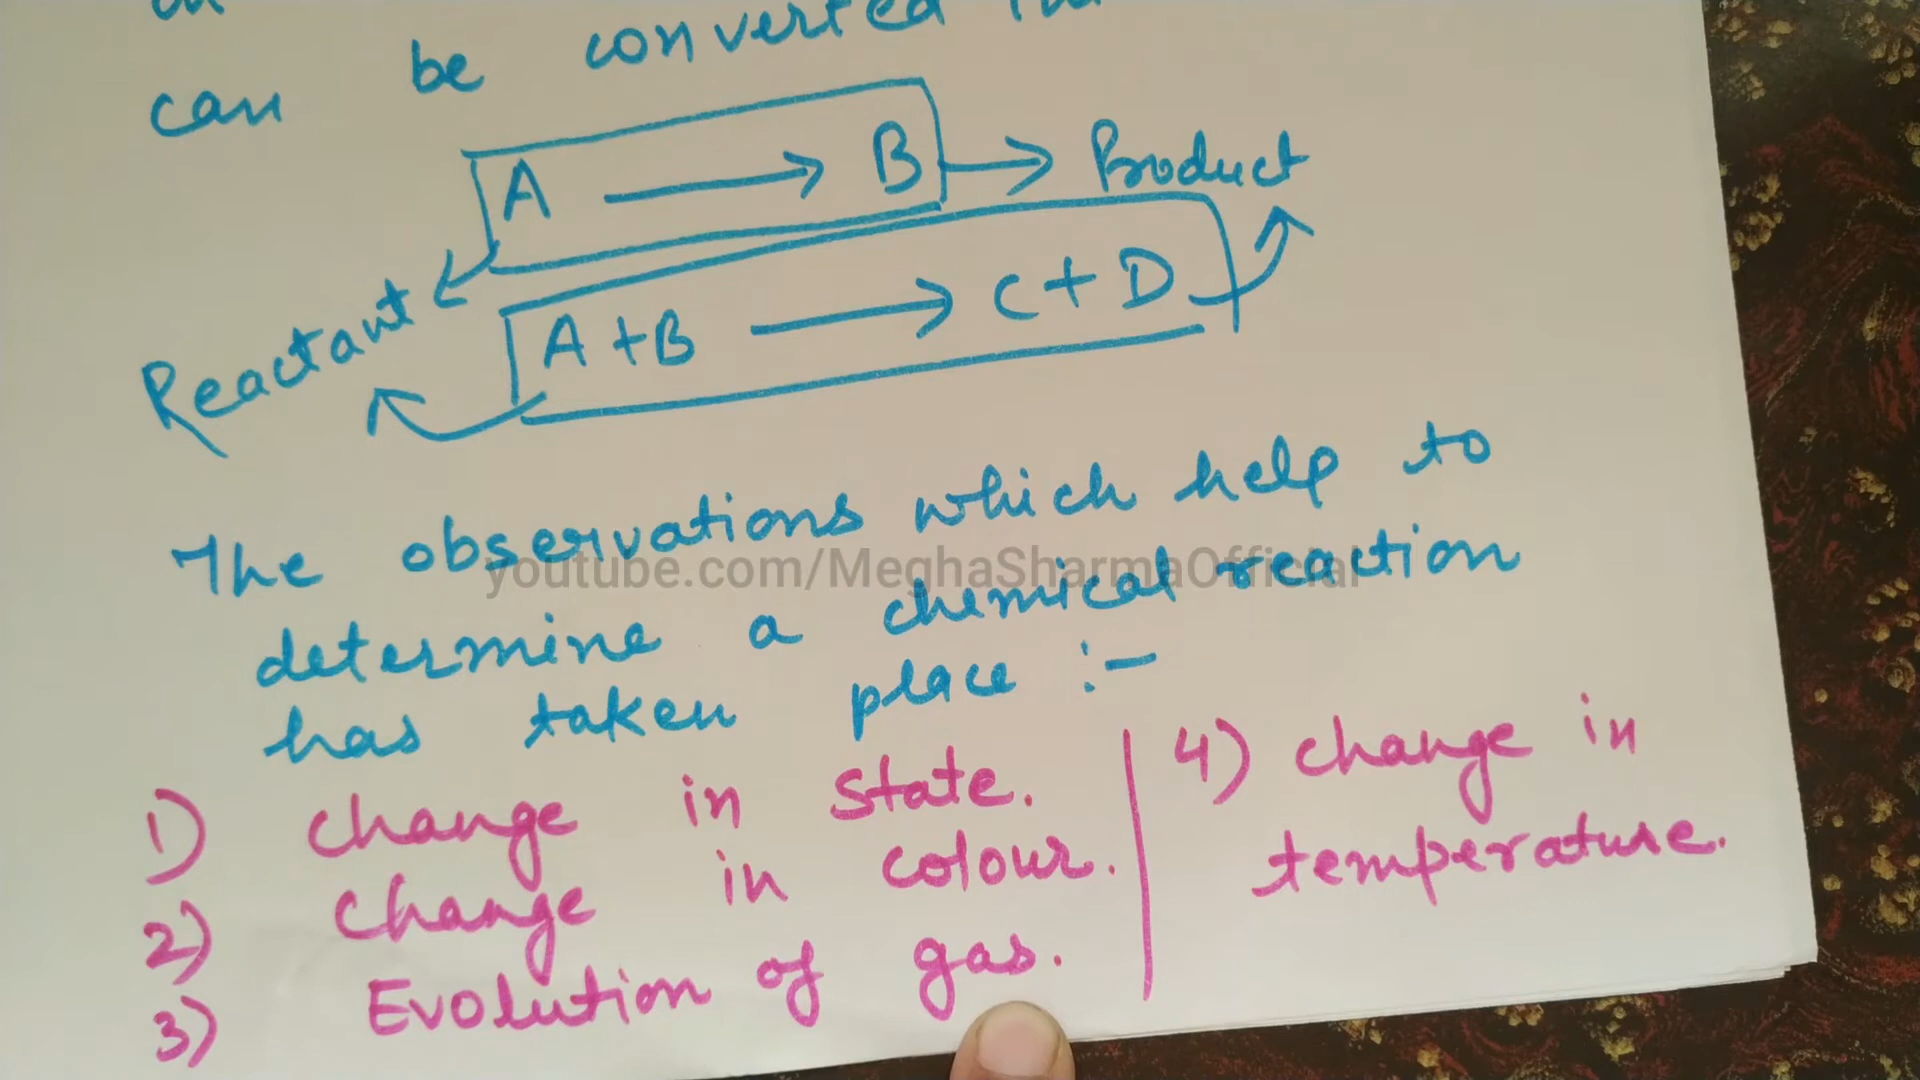 can be converted
A → B → Product
Reactant
A + B → C + D
The observations which help to
determine a chemical reaction
has taken place :-
1) Change in state.
2) Change in colour.
3) Evolution of gas.
4) Change in
temperature.
youtube.com/MeghaSharmaOfficial